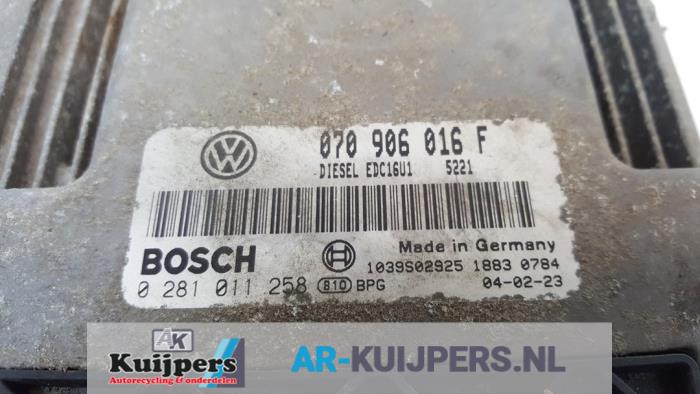 070 906 016 F
DIESEL EDC16U1 5221
BOSCH
Made in Germany
1039S02925 1883 0784
0 281 011 258 810 BPG 04-02-23
AK
Kuijpers
Autorecycling & onderdelen
AR-KUIJPERS.NL